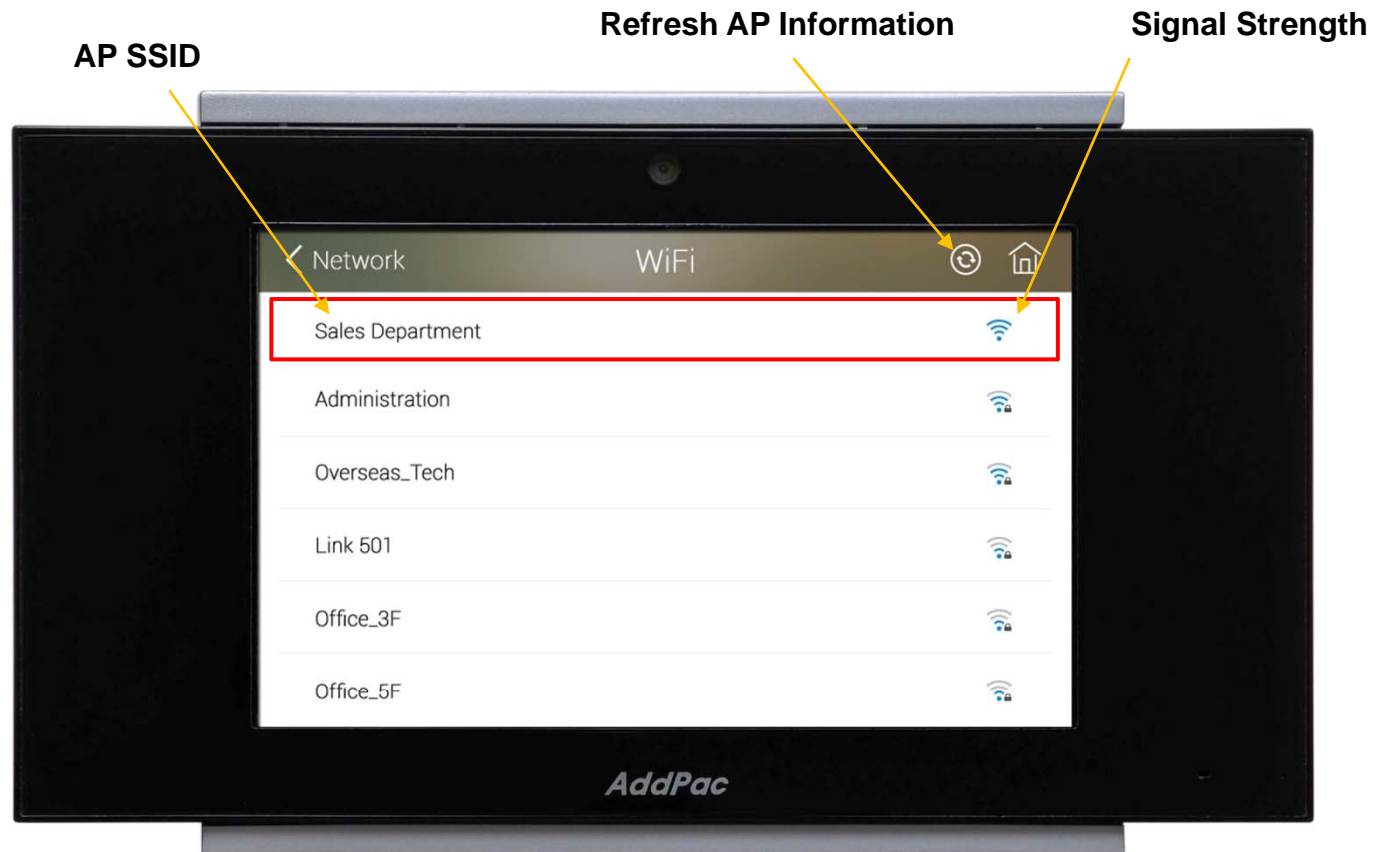 Refresh AP Information
Signal Strength
AP SSID
Network
WiFi
Sales Department
Administration
Overseas_Tech
Link 501
Office_3F
Office_5F
AddPac